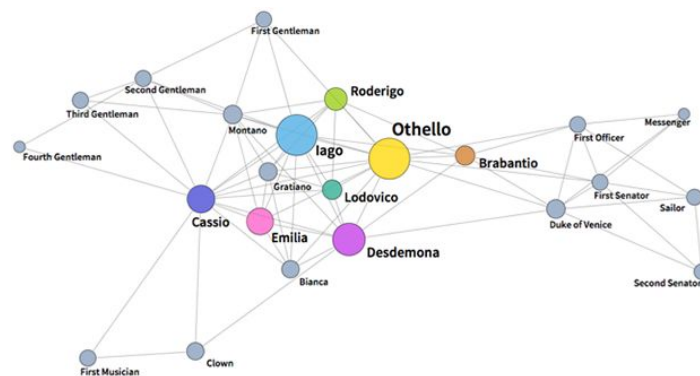 First Gentleman
Second Gentleman
Roderigo
Third Gentleman
Montano
Othello
Messenger
First Officer
Fourth Gentleman
Iago
Brabantio
Gratiano
Lodovico
First Senator
Sailor
Cassio
Emilia
Duke of Venice
Desdemona
Bianca
Second Senator
Clown
First Musician